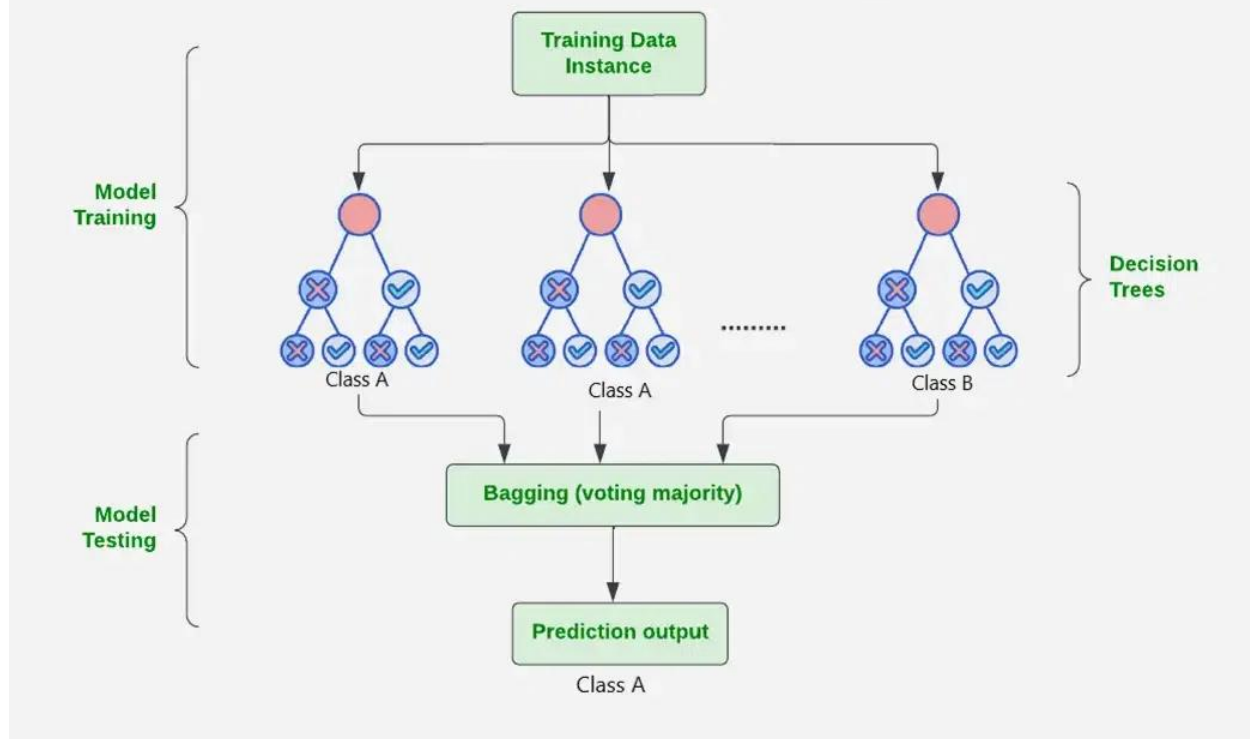 Training Data
Instance
Model
Training
Decision
Trees
Class A
Class A
Class B
Bagging (voting majority)
Model
Testing
Prediction output
Class A